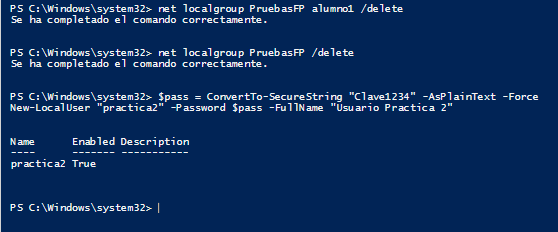 PS C:\Windows\system32> net localgroup PruebasFP alumno1 /delete
Se ha completado el comando correctamente.
PS C:\Windows\system32> net localgroup PruebasFP /delete
Se ha completado el comando correctamente.
PS C:\Windows\system32> $pass = ConvertTo-SecureString "Clave1234" -AsPlainText -Force
New-LocalUser "practica2" -Password $pass -FullName "Usuario Practica 2"
Name      Enabled Description
----      ------- -----------
practica2 True
PS C:\Windows\system32>